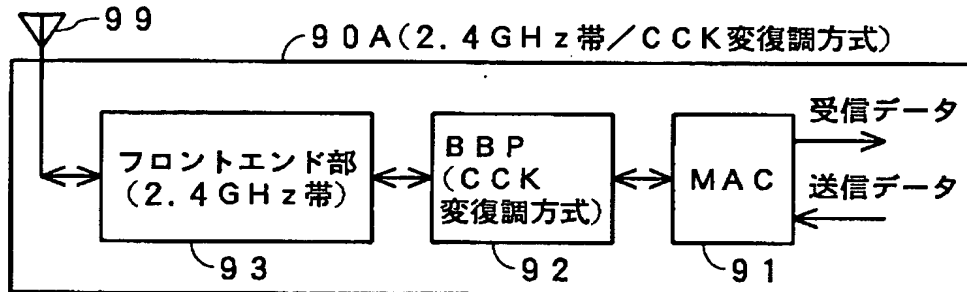 99
90A(2.4GHz帯/CCK変復調方式)
フロントエンド部
(2.4GHz帯)
93
BBP
(CCK
変復調方式)
92
MAC
91
受信データ
送信データ